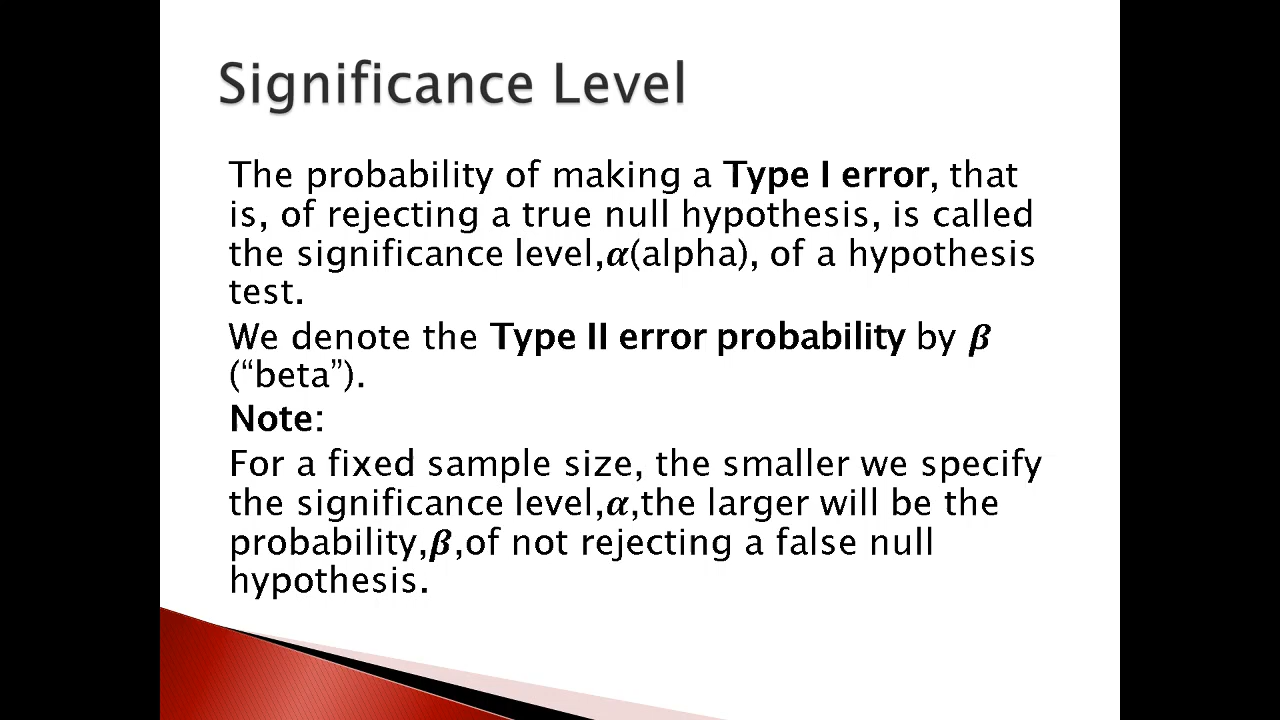 Significance Level
The probability of making a Type I error, that
is, of rejecting a true null hypothesis, is called
the significance level,α(alpha), of a hypothesis
test.
We denote the Type II error probability by β
(“beta”).
Note:
For a fixed sample size, the smaller we specify
the significance level,α,the larger will be the
probability,β,of not rejecting a false null
hypothesis.